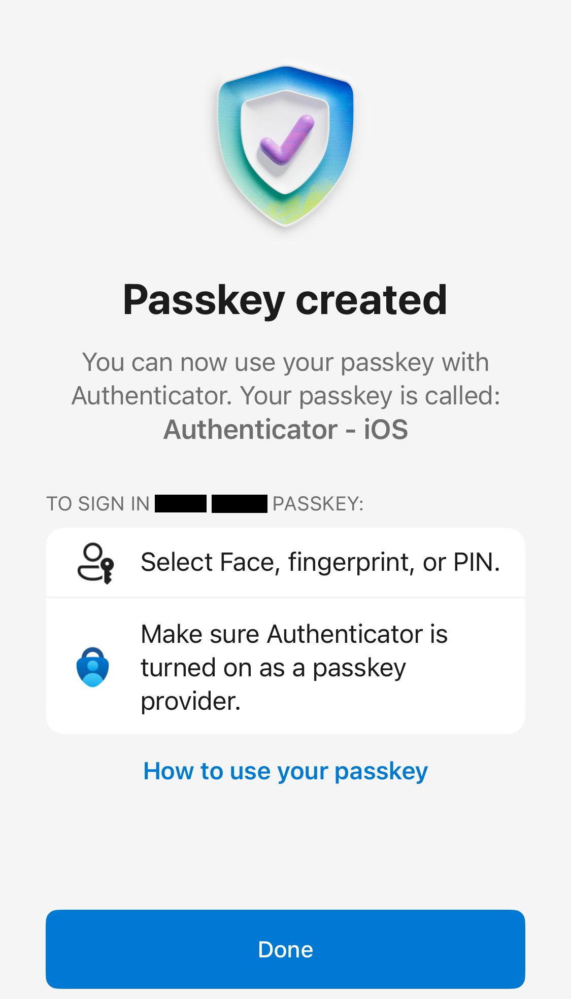 Passkey created
You can now use your passkey with
Authenticator. Your passkey is called:
Authenticator - iOS
TO SIGN IN PASSKEY:
Select Face, fingerprint, or PIN.
Make sure Authenticator is
turned on as a passkey
provider.
How to use your passkey
Done